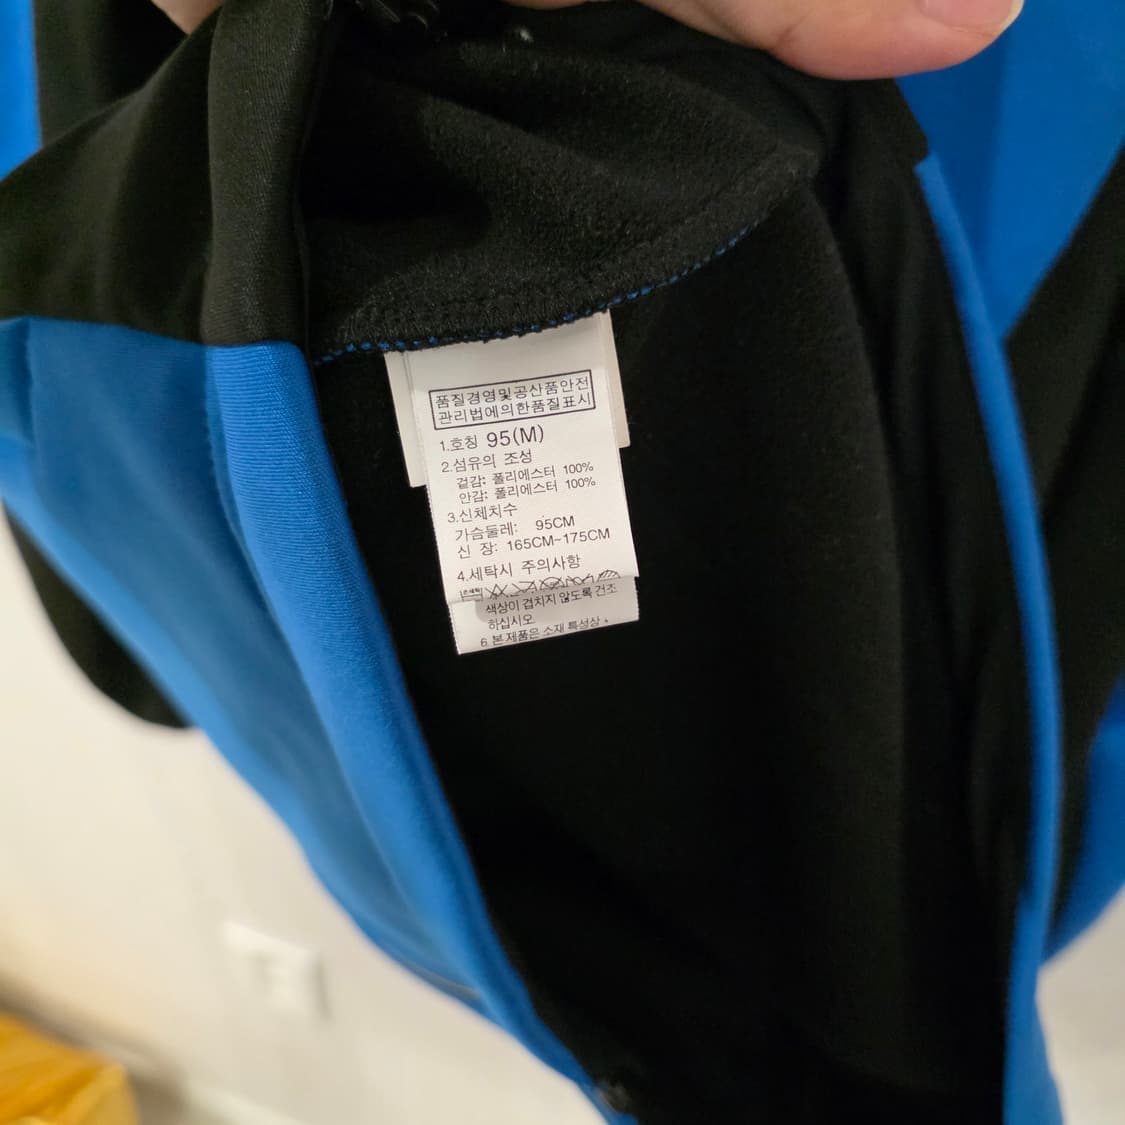 품질경영및공산품안전
관리법에의한품질표시
1.호칭 95(M)
2.섬유의 조성
겉감: 폴리에스터 100%
안감: 폴리에스터 100%
3.신체치수
가슴둘레: 95CM
신 장: 165CM~175CM
4.세탁시 주의사항
색상이 겹치지 않도록 건조
하십시오
6.본 제품은 소재 특성상